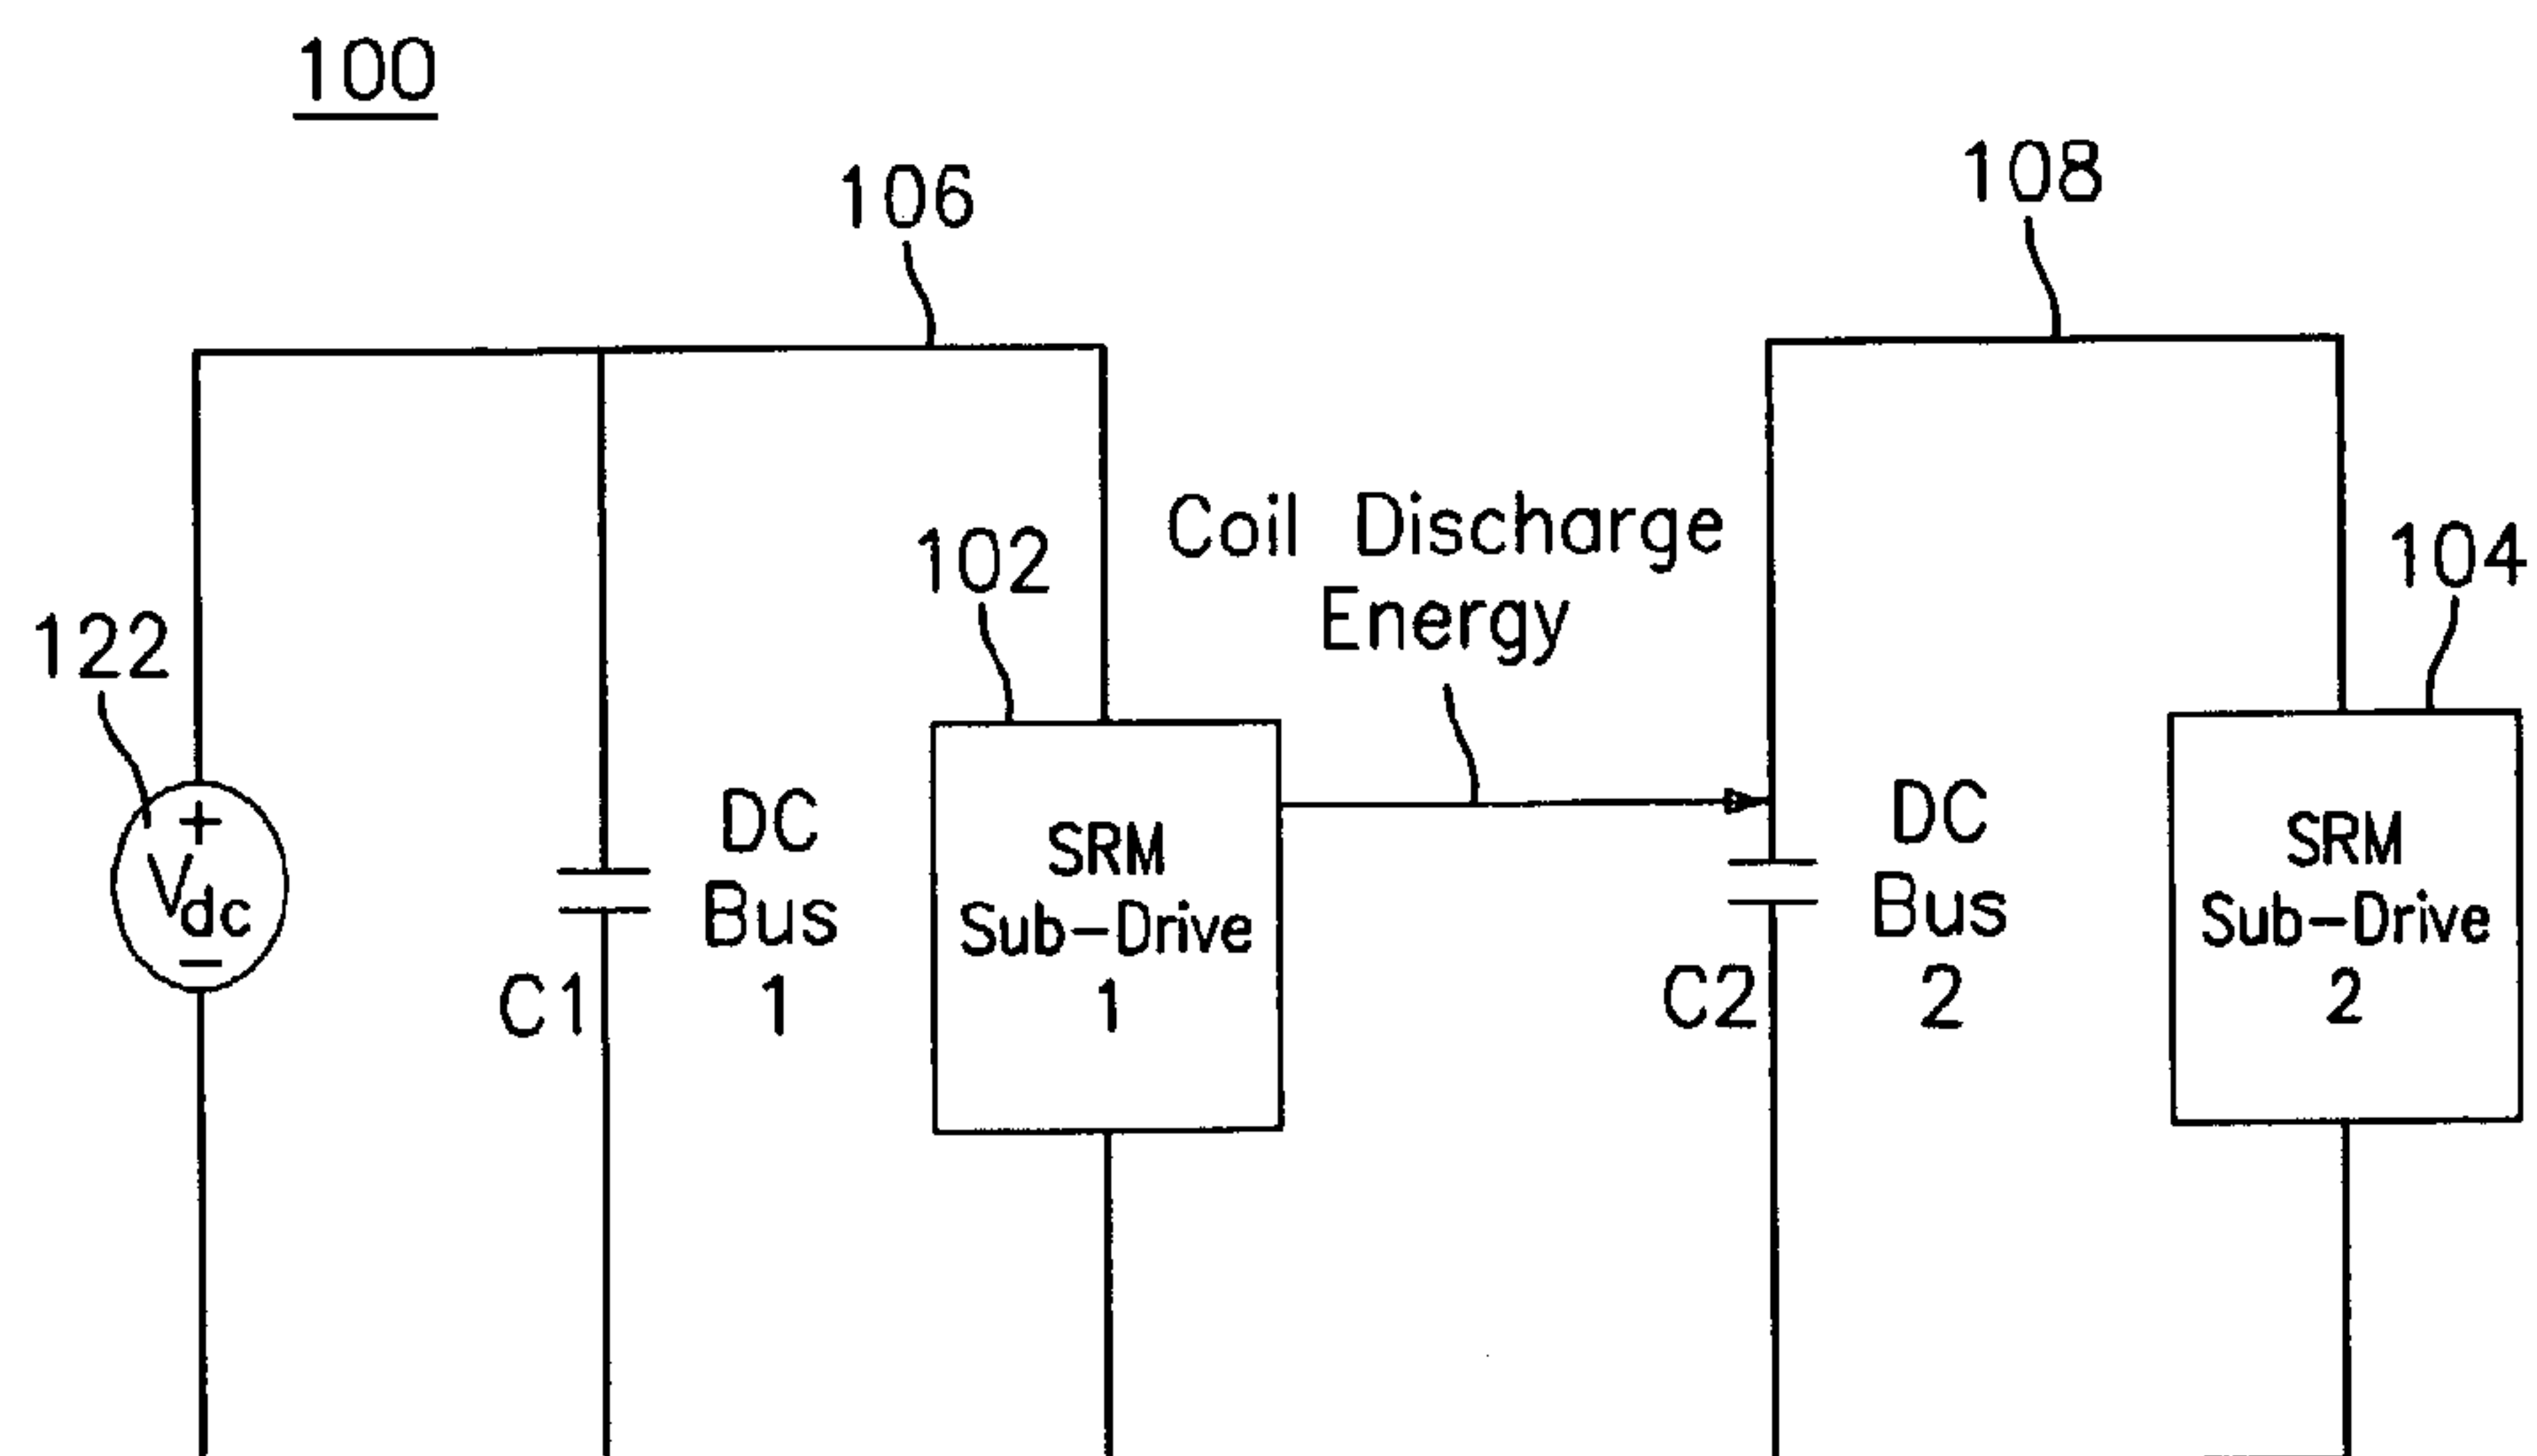 100
106
108
Coil Discharge
Energy
102
104
122
+
Vdc
−
DC
Bus
1
C1
SRM
Sub-Drive
1
DC
Bus
2
C2
SRM
Sub-Drive
2